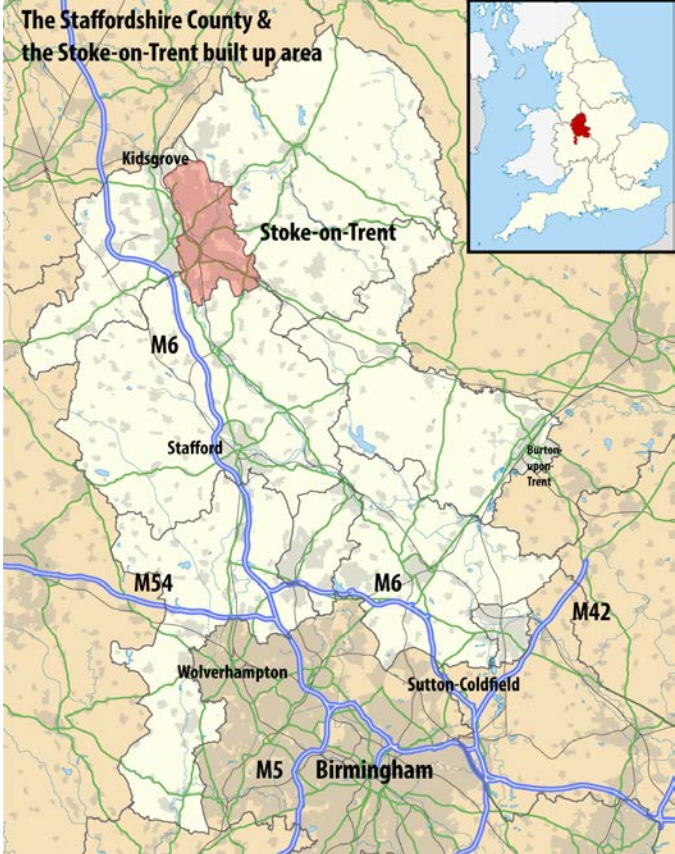 The Staffordshire County &
the Stoke-on-Trent built up area
Kidsgrove
Stoke-on-Trent
M6
Stafford
Burton-
upon-
Trent
M54
M6
M42
Wolverhampton
Sutton-Coldfield
M5
Birmingham